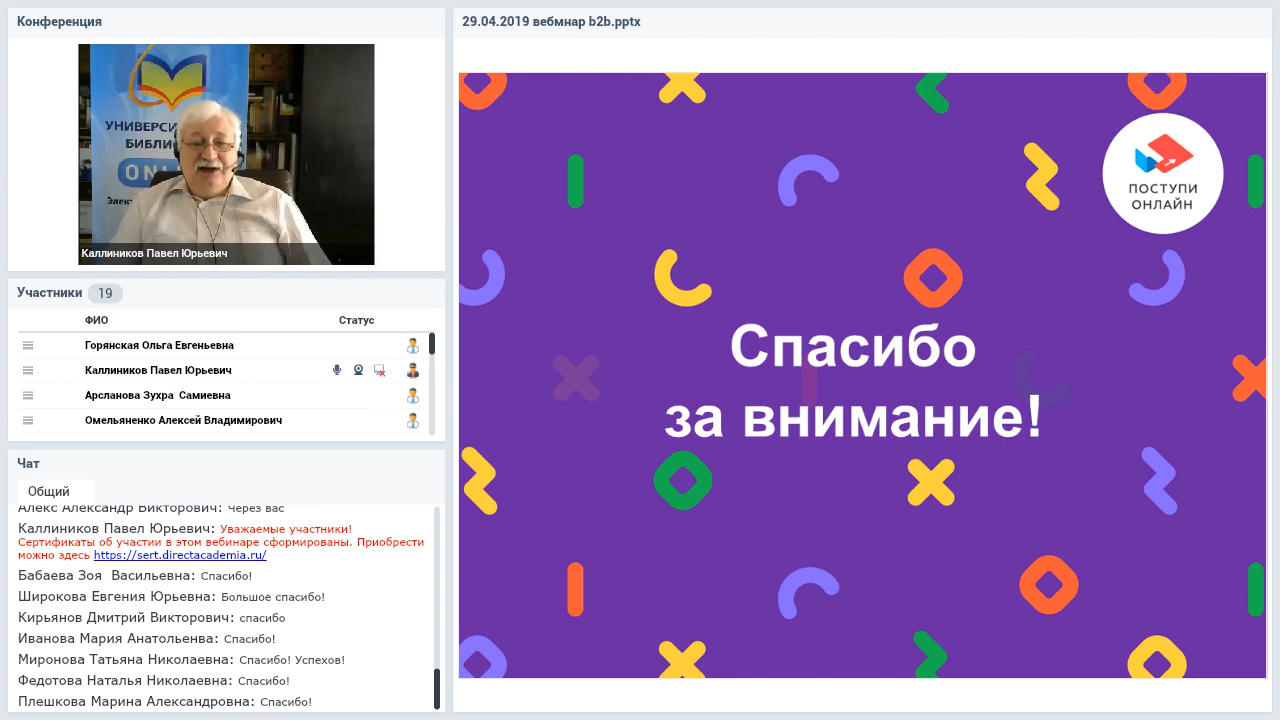 Конференция
УНИВЕРСИ
БИБЛИ
ONL
Каллиников Павел Юрьевич
Участники 19
ФИО Статус
Горянская Ольга Евгеньевна
Каллиников Павел Юрьевич
Арсланова Зухра Самиевна
Омельяненко Алексей Владимирович
Чат
Общий
Алекс Александр Викторович: Через вас
Каллиников Павел Юрьевич: Уважаемые участники!
Сертификаты об участии в этом вебинаре сформированы. Приобрести
можно здесь https://sert.directacademia.ru/
Бабаева Зоя Васильевна: Спасибо!
Широкова Евгения Юрьевна: Большое спасибо!
Кирьянов Дмитрий Викторович: спасибо
Иванова Мария Анатольенва: Спасибо!
Миронова Татьяна Николаевна: Спасибо! Успехов!
Федотова Наталья Николаевна: Спасибо!
Плешкова Марина Александровна: Спасибо!
29.04.2019 вебмнар b2b.pptx
ПОСТУПИ
ОНЛАЙН
Спасибо
за внимание!